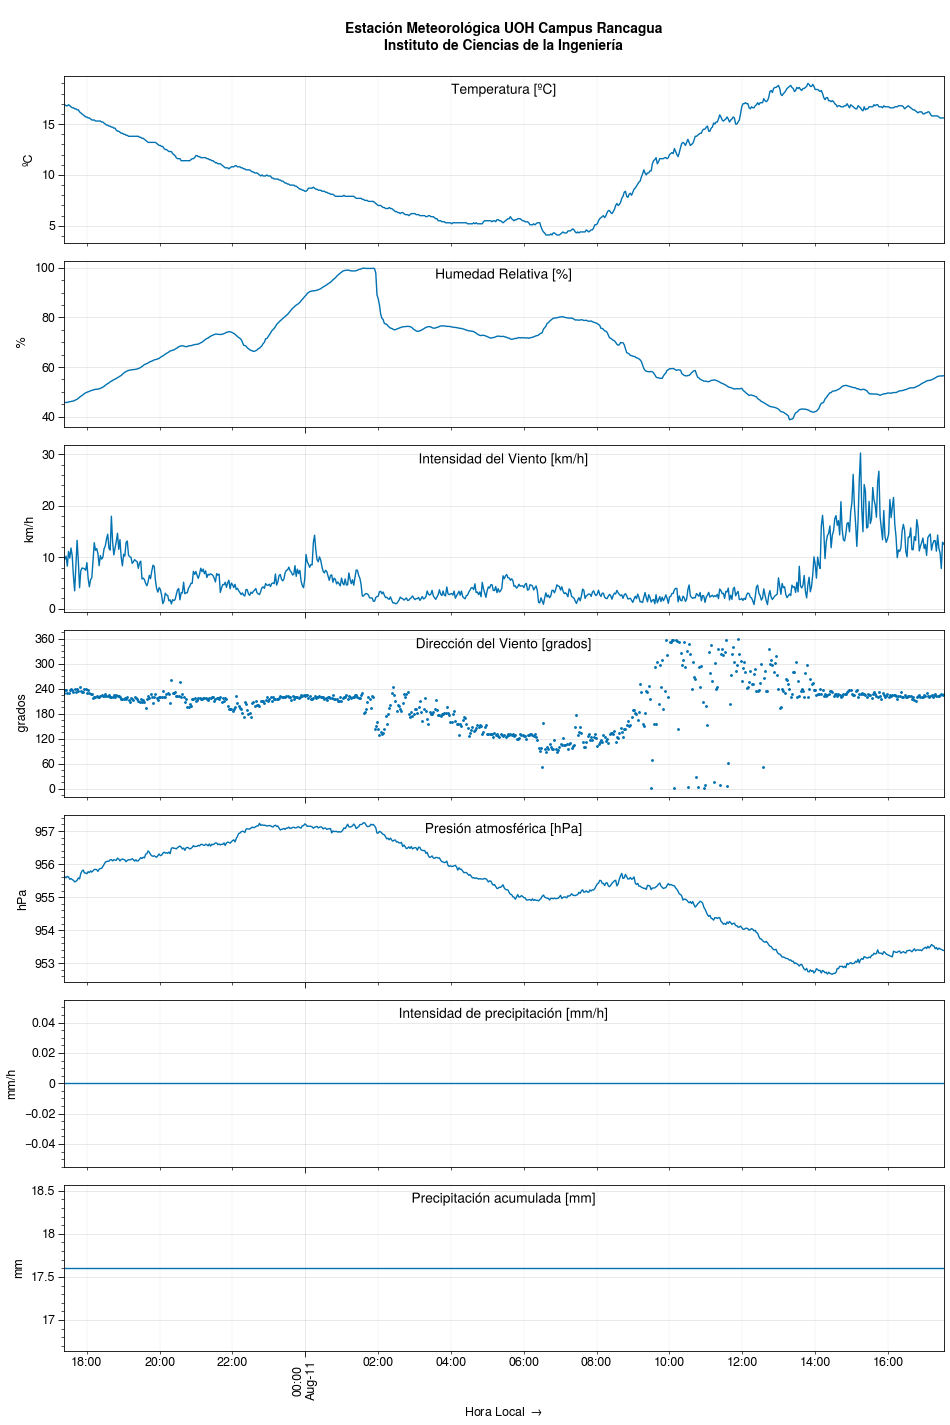 Estación Meteorológica UOH Campus Rancagua
Instituto de Ciencias de la Ingeniería
Temperatura [ºC]
ºC
15
10
5
Humedad Relativa [%]
%
100
80
60
40
Intensidad del Viento [km/h]
km/h
30
20
10
0
Dirección del Viento [grados]
grados
360
300
240
180
120
60
0
Presión atmosférica [hPa]
hPa
957
956
955
954
953
Intensidad de precipitación [mm/h]
mm/h
0.04
0.02
0
−0.02
−0.04
Precipitación acumulada [mm]
mm
18.5
18
17.5
17
18:00 20:00 22:00 00:00 02:00 04:00 06:00 08:00 10:00 12:00 14:00 16:00
Aug-11
Hora Local →